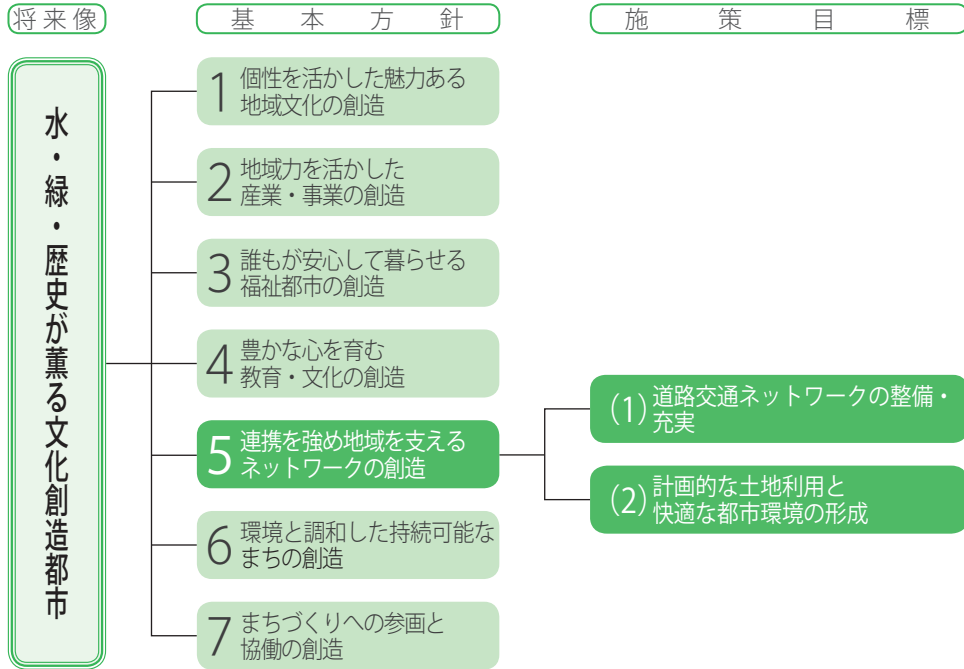 将来像
基本方針
施策目標
水・緑・歴史が薫る文化創造都市
1 個性を活かした魅力ある
地域文化の創造
2 地域力を活かした
産業・事業の創造
3 誰もが安心して暮らせる
福祉都市の創造
4 豊かな心を育む
教育・文化の創造
5 連携を強め地域を支える
ネットワークの創造
6 環境と調和した持続可能な
まちの創造
7 まちづくりへの参画と
協働の創造
(1) 道路交通ネットワークの整備・
充実
(2) 計画的な土地利用と
快適な都市環境の形成